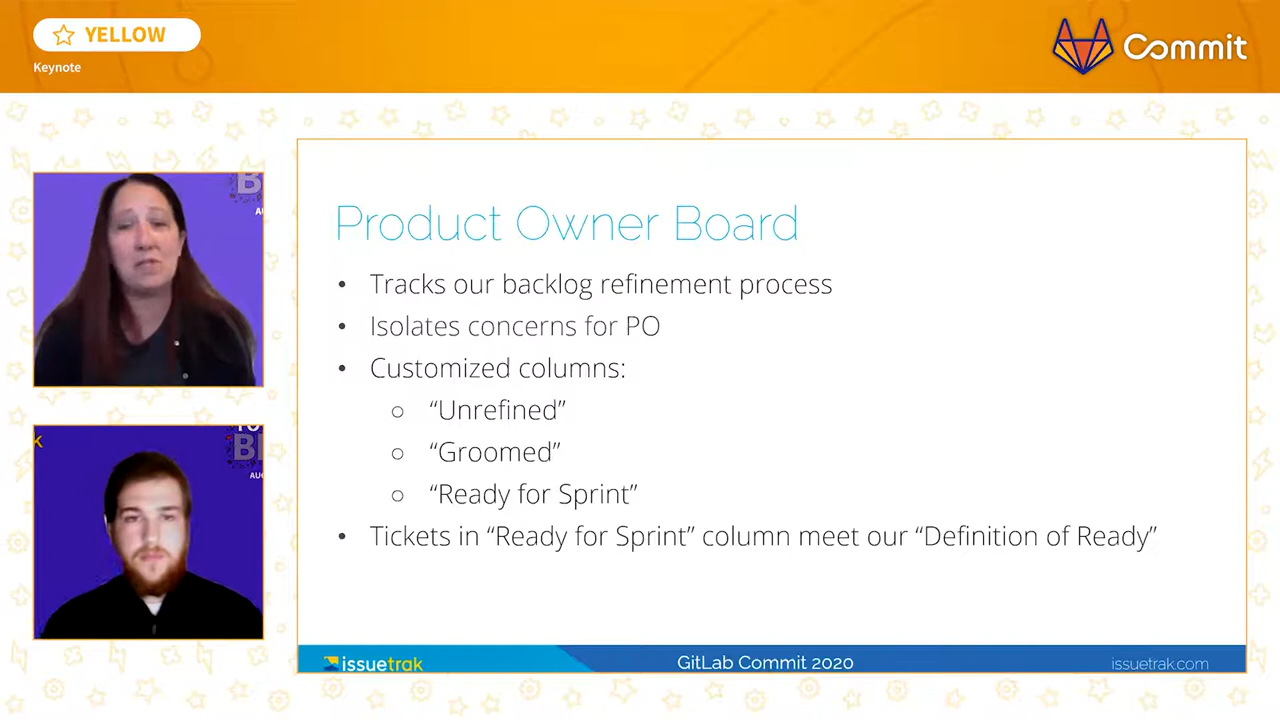 YELLOW
Keynote
Commit
Product Owner Board
• Tracks our backlog refinement process
• Isolates concerns for PO
• Customized columns:
○ “Unrefined”
○ “Groomed”
○ “Ready for Sprint”
• Tickets in “Ready for Sprint” column meet our “Definition of Ready”
issuetrak
GitLab Commit 2020
issuetrak.com